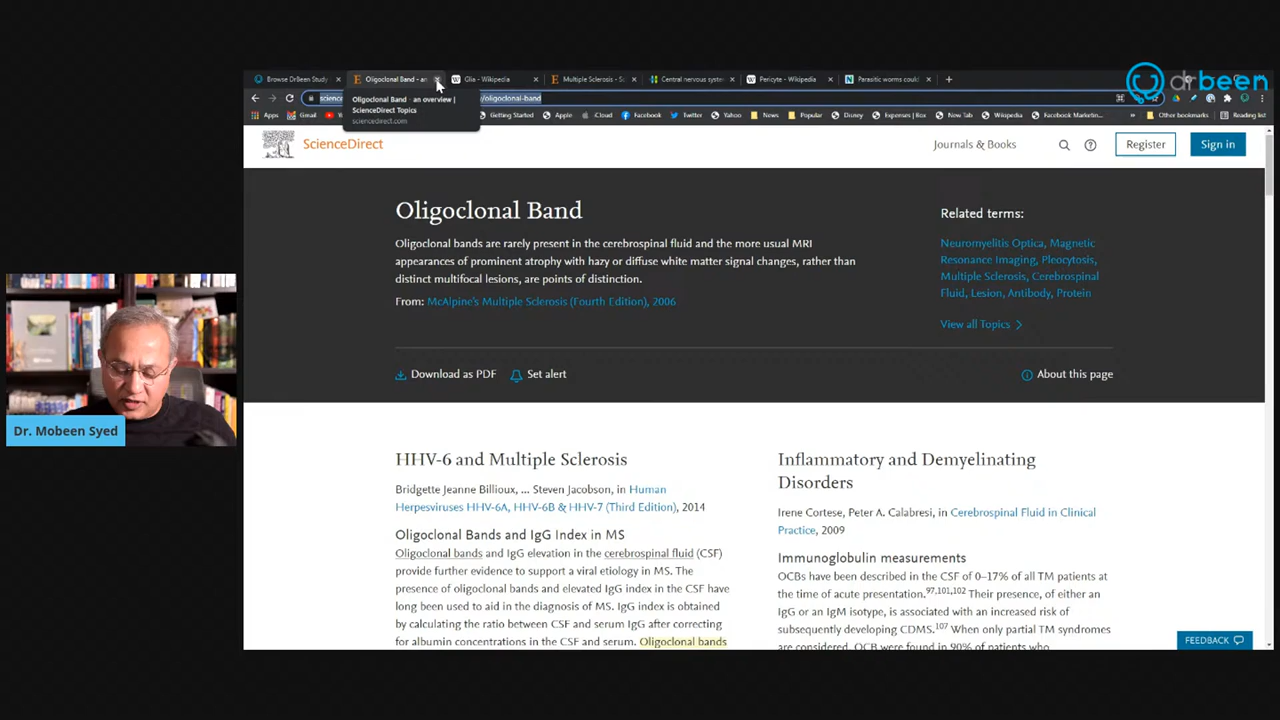 drbeen
Browse DrBeen Study
Oligoclonal Band - an
Glia - Wikipedia
Multiple Sclerosis - Sc
Central nervous system
Pericyte - Wikipedia
Parasitic worms could
science
/oligoclonal-band
Oligoclonal Band - an overview |
ScienceDirect Topics
sciencedirect.com
Apps
Gmail
Getting Started
Apple
iCloud
Facebook
Twitter
Yahoo
News
Popular
Disney
Expenses | Rox
New Tab
Wikipedia
Facebook Marketin...
Other bookmarks
Reading list
ScienceDirect
Journals & Books
Register
Sign in
Oligoclonal Band
Oligoclonal bands are rarely present in the cerebrospinal fluid and the more usual MRI
appearances of prominent atrophy with hazy or diffuse white matter signal changes, rather than
distinct multifocal lesions, are points of distinction.
From: McAlpine's Multiple Sclerosis (Fourth Edition), 2006
Related terms:
Neuromyelitis Optica, Magnetic
Resonance Imaging, Pleocytosis,
Multiple Sclerosis, Cerebrospinal
Fluid, Lesion, Antibody, Protein
View all Topics
Download as PDF
Set alert
About this page
HHV-6 and Multiple Sclerosis
Bridgette Jeanne Billioux, ... Steven Jacobson, in Human
Herpesviruses HHV-6A, HHV-6B & HHV-7 (Third Edition), 2014
Oligoclonal Bands and IgG Index in MS
Oligoclonal bands and IgG elevation in the cerebrospinal fluid (CSF)
provide further evidence to support a viral etiology in MS. The
presence of oligoclonal bands and elevated IgG index in the CSF have
long been used to aid in the diagnosis of MS. IgG index is obtained
by calculating the ratio between CSF and serum IgG after correcting
for albumin concentrations in the CSF and serum. Oligoclonal bands
Inflammatory and Demyelinating
Disorders
Irene Cortese, Peter A. Calabresi, in Cerebrospinal Fluid in Clinical
Practice, 2009
Immunoglobulin measurements
OCBs have been described in the CSF of 0–17% of all TM patients at
the time of acute presentation.97,101,102 Their presence, of either an
IgG or an IgM isotype, is associated with an increased risk of
subsequently developing CDMS.107 When only partial TM syndromes
are considered, OCB were found in 90% of patients who
FEEDBACK
Dr. Mobeen Syed